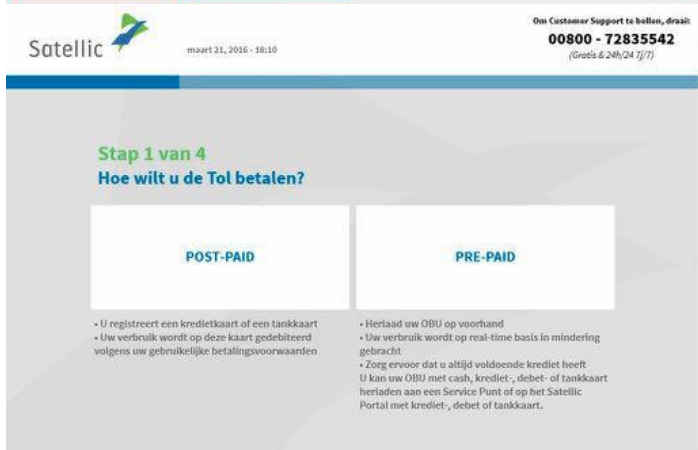 Om Customer Support te bellen, draai:
00800 - 72835542
(Gratis & 24h/24 7j/7)
Satellic
maart 21, 2016 - 18:10
Stap 1 van 4
Hoe wilt u de Tol betalen?
POST-PAID
• U registreert een kredietkaart of een tankkaart
• Uw verbruik wordt op deze kaart gedebiteerd
volgens uw gebruikelijke betalingsvoorwaarden
PRE-PAID
• Herlaad uw OBU op voorhand
• Uw verbruik wordt op real-time basis in mindering
gebracht
• Zorg ervoor dat u altijd voldoende krediet heeft
U kan uw OBU met cash, krediet-, debet- of tankkaart
herladen aan een Service Punt of op het Satellic
Portal met krediet-, debet of tankkaart.